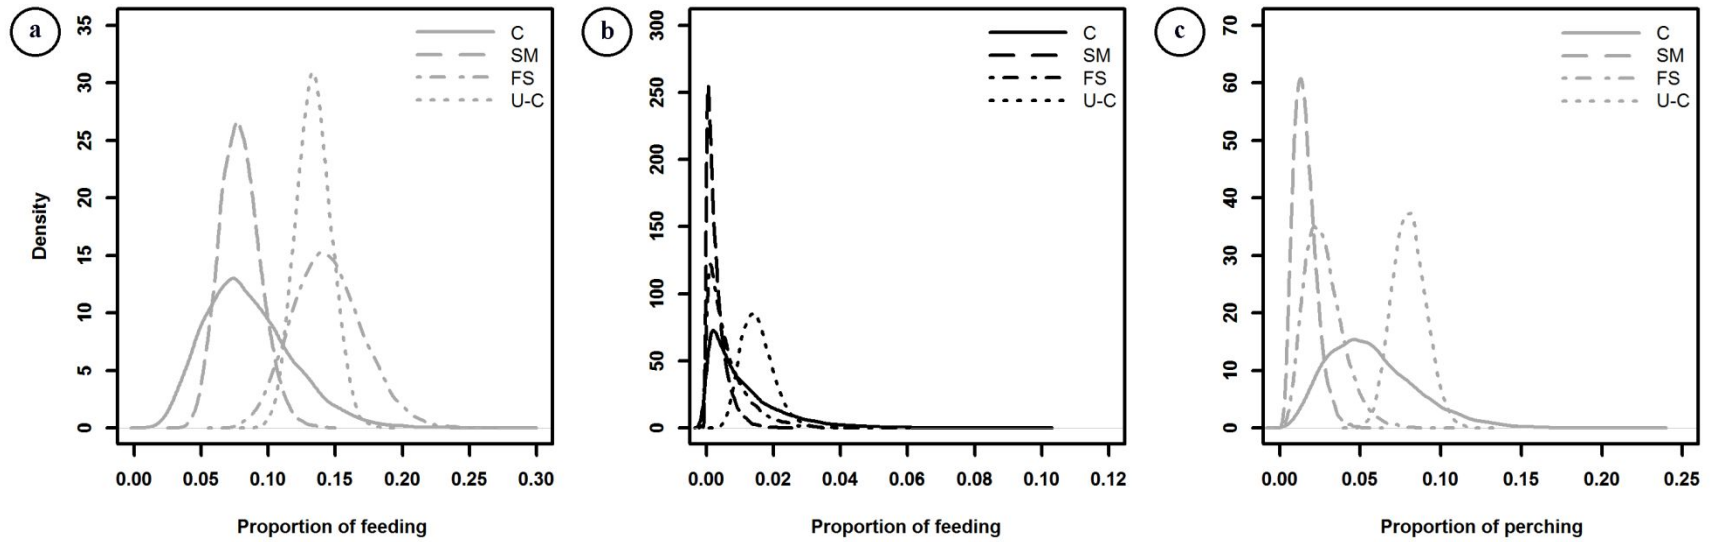 a
Density
35
30
25
20
15
10
5
0
C
SM
FS
U-C
0.00 0.05 0.10 0.15 0.20 0.25 0.30
Proportion of feeding
b
300
250
200
150
100
50
0
C
SM
FS
U-C
0.00 0.02 0.04 0.06 0.08 0.10 0.12
Proportion of feeding
c
70
60
50
40
30
20
10
0
C
SM
FS
U-C
0.00 0.05 0.10 0.15 0.20 0.25
Proportion of perching